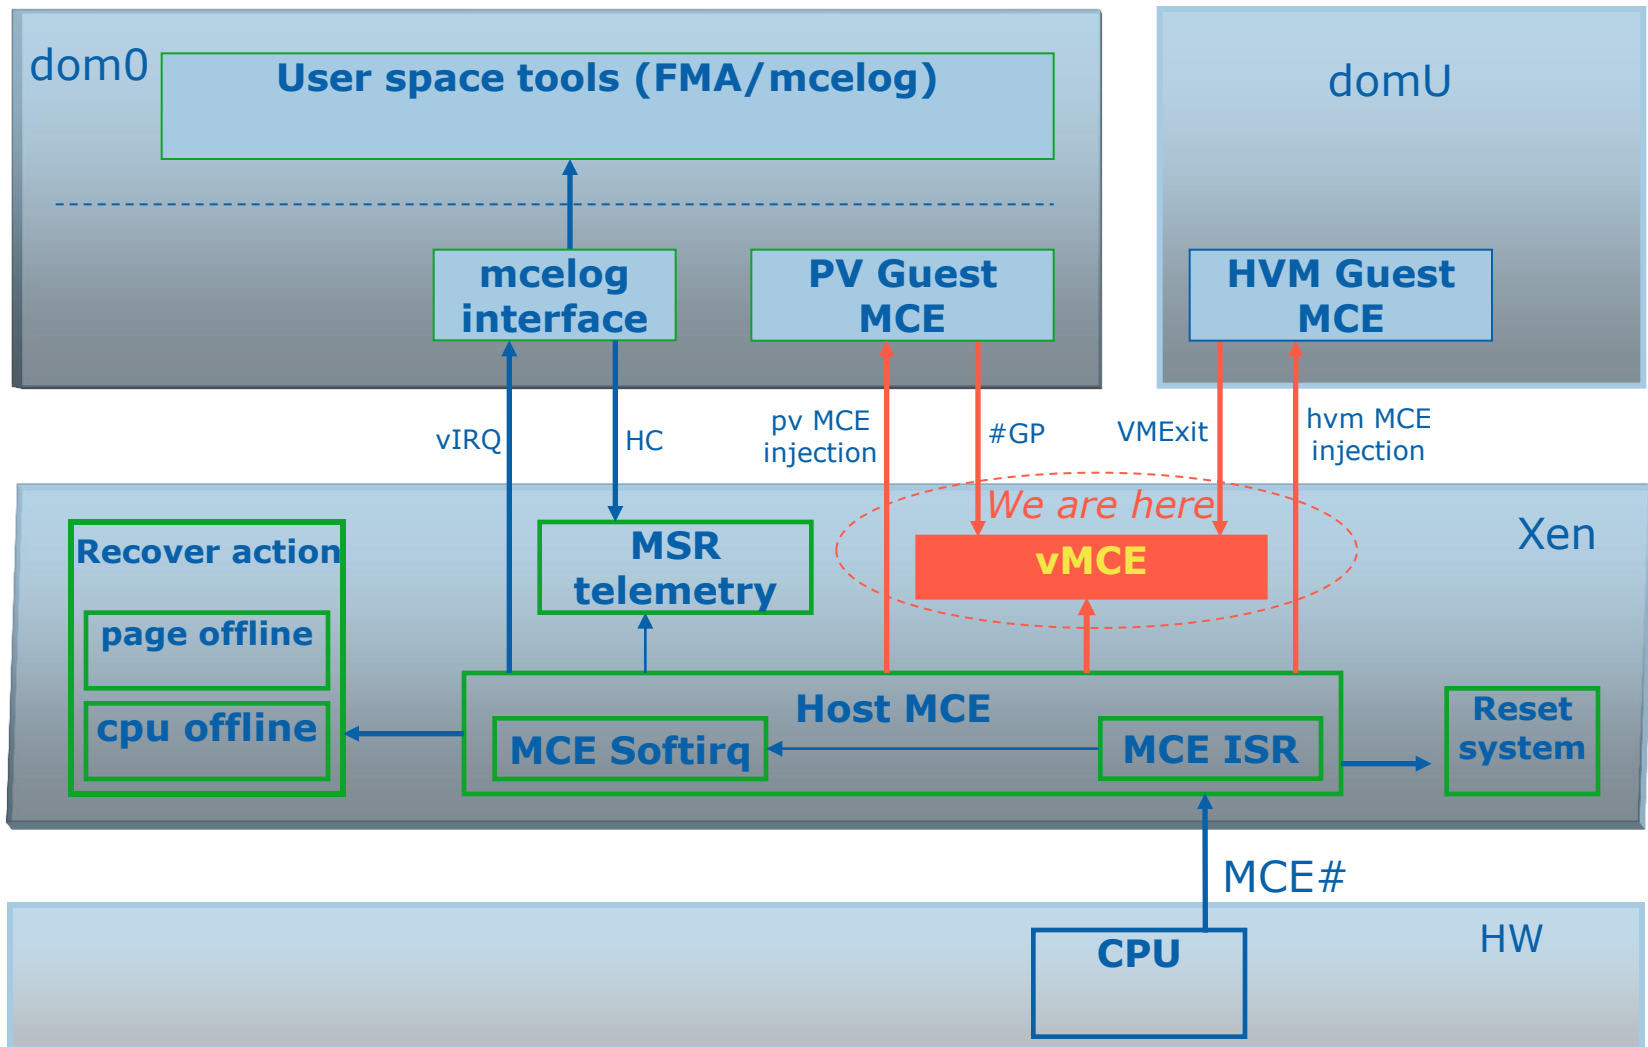 dom0
User space tools (FMA/mcelog)
domU
mcelog
interface
PV Guest
MCE
HVM Guest
MCE
vIRQ
HC
pv MCE
injection
#GP
VMExit
hvm MCE
injection
We are here
Xen
Recover action
MSR
telemetry
vMCE
page offline
cpu offline
Host MCE
MCE Softirq
MCE ISR
Reset
system
MCE#
HW
CPU